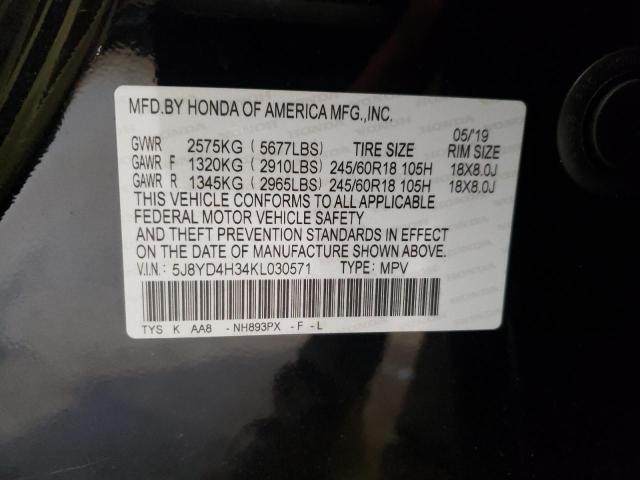 MFD.BY HONDA OF AMERICA MFG.,INC.
05/'19
GVWR 2575KG (5677LBS) TIRE SIZE RIM SIZE
GAWR F 1320KG (2910LBS) 245/60R18 105H 18X8.0J
GAWR R 1345KG (2965LBS) 245/60R18 105H 18X8.0J
THIS VEHICLE CONFORMS TO ALL APPLICABLE
FEDERAL MOTOR VEHICLE SAFETY
AND THEFT PREVENTION STANDARDS IN EFFECT
ON THE DATE OF MANUFACTURE SHOWN ABOVE.
V.I.N.: 5J8YD4H34KL030571 TYPE: MPV
TYS K AA8 - NH893PX - F - L